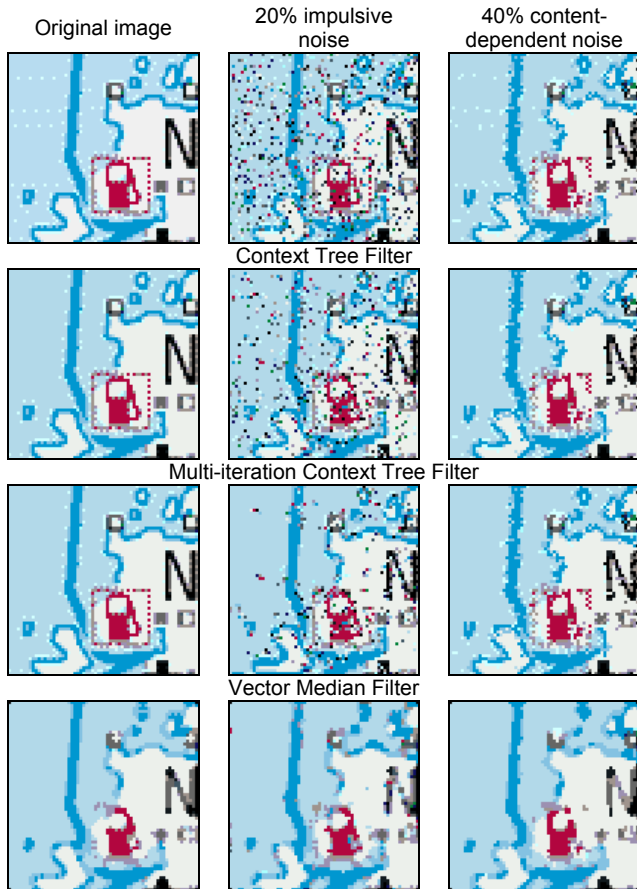 Original image
20% impulsive
noise
40% content-
dependent noise
N
N
N
Context Tree Filter
N
N
N
Multi-iteration Context Tree Filter
N
N
N
Vector Median Filter
N
N
N